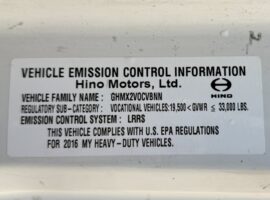 VEHICLE EMISSION CONTROL INFORMATION
Hino Motors, Ltd.
HINO
VEHICLE FAMILY NAME: GHMX2VOCVBNN
REGULATORY SUB-CATEGORY: VOCATIONAL VEHICLES: 19,500 < GVWR ≤ 33,000 LBS.
EMISSION CONTROL SYSTEM: LRRS
THIS VEHICLE COMPLIES WITH U.S. EPA REGULATIONS
FOR 2016 MY HEAVY-DUTY VEHICLES.